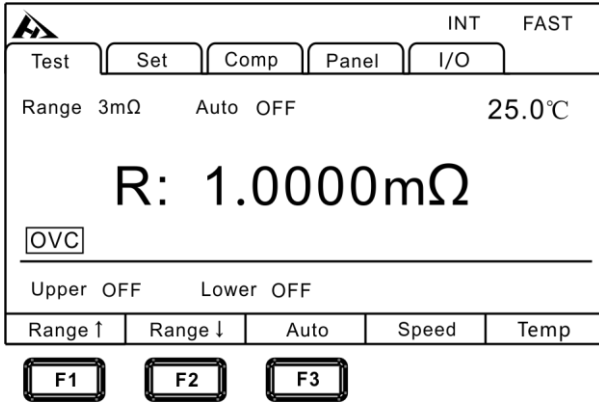 INT FAST
Test Set Comp Panel I/O
Range 3mΩ Auto OFF 25.0℃
R: 1.0000mΩ
OVC
Upper OFF Lower OFF
Range↑ Range↓ Auto Speed Temp
F1 F2 F3